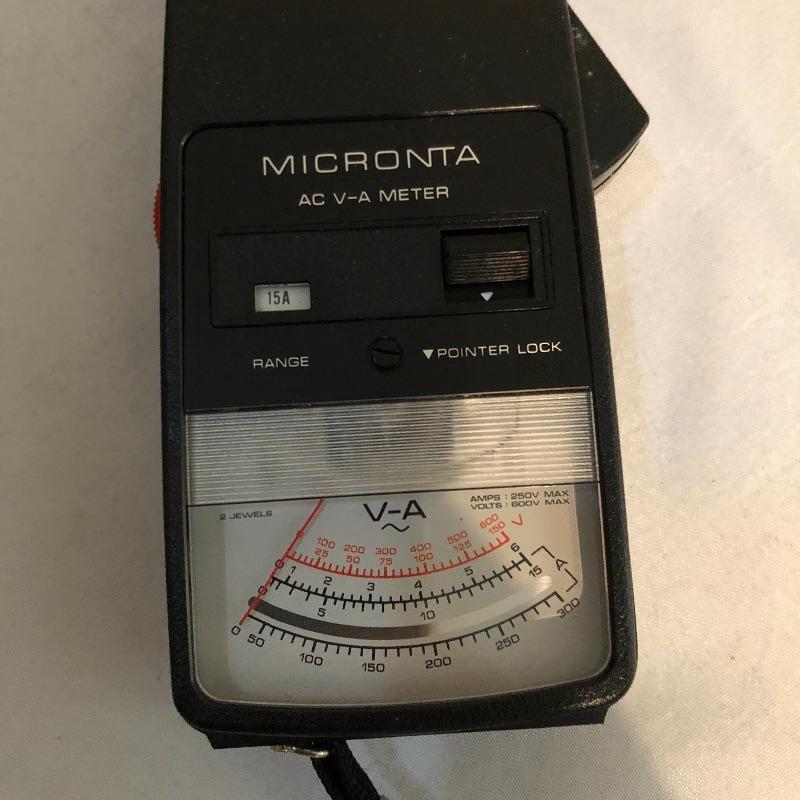 MICRONTA
AC V-A METER
15A
RANGE
▼POINTER LOCK
2 JEWELS
V-A
~
AMPS : 250V MAX
VOLTS : 600V MAX
0 100 200 300 400 500 600 V
25 50 75 100 125 150
0 1 2 3 4 5 6
0 5 10 15 A
0 50 100 150 200 250 300